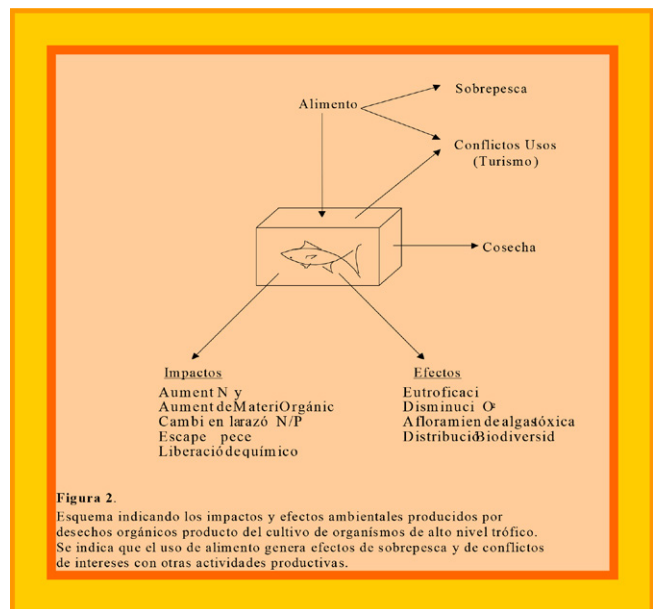 Alimento
Sobrepesca
Conflictos Usos
(Turismo)
Cosecha
Impactos
Aument N y
Aument de Materi Orgánic
Cambi en la razó N/P
Escape pece
Liberació de químico
Efectos
Eutroficaci
Disminuci O2
Afloramien de algas tóxica
Distribució Biodiversid
Figura 2.
Esquema indicando los impactos y efectos ambientales producidos por
desechos orgánicos producto del cultivo de organísmos de alto nivel trófico.
Se indica que el uso de alimento genera efectos de sobrepesca y de conflictos
de intereses con otras actividades productivas.